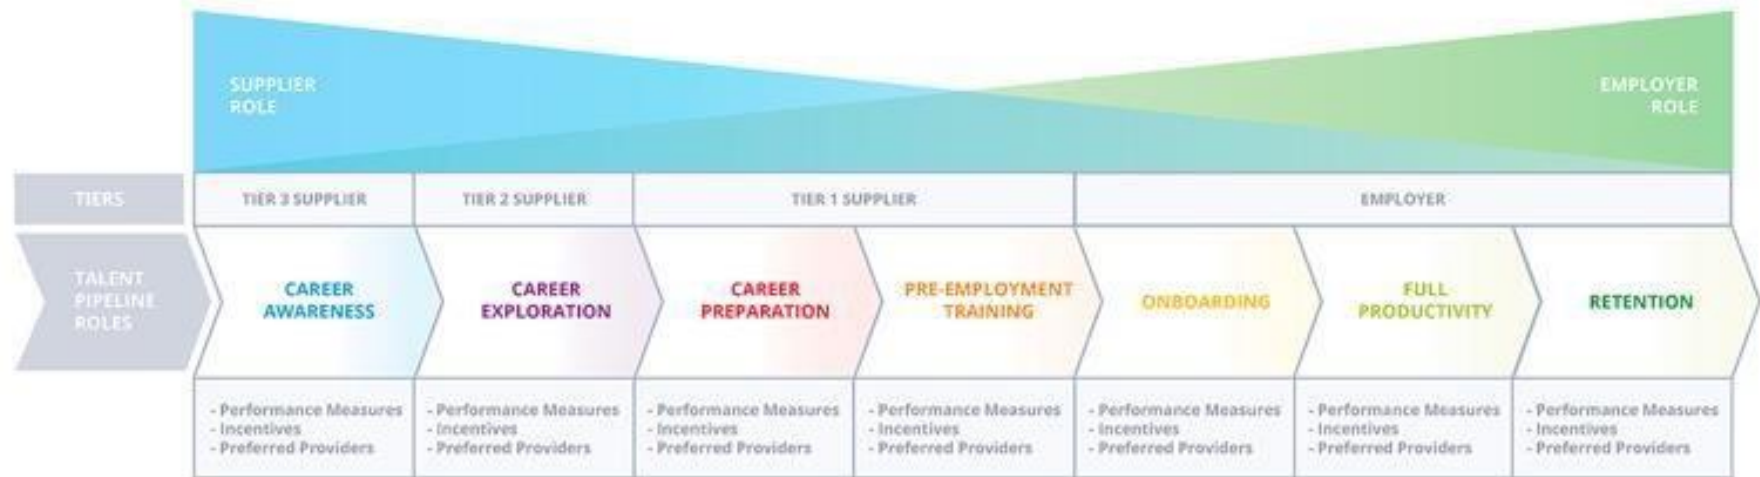 SUPPLIER
ROLE
EMPLOYER
ROLE
TIERS
TIER 3 SUPPLIER
TIER 2 SUPPLIER
TIER 1 SUPPLIER
EMPLOYER
TALENT
PIPELINE
ROLES
CAREER
AWARENESS
CAREER
EXPLORATION
CAREER
PREPARATION
PRE-EMPLOYMENT
TRAINING
ONBOARDING
FULL
PRODUCTIVITY
RETENTION
- Performance Measures
- Incentives
- Preferred Providers
- Performance Measures
- Incentives
- Preferred Providers
- Performance Measures
- Incentives
- Preferred Providers
- Performance Measures
- Incentives
- Preferred Providers
- Performance Measures
- Incentives
- Preferred Providers
- Performance Measures
- Incentives
- Preferred Providers
- Performance Measures
- Incentives
- Preferred Providers